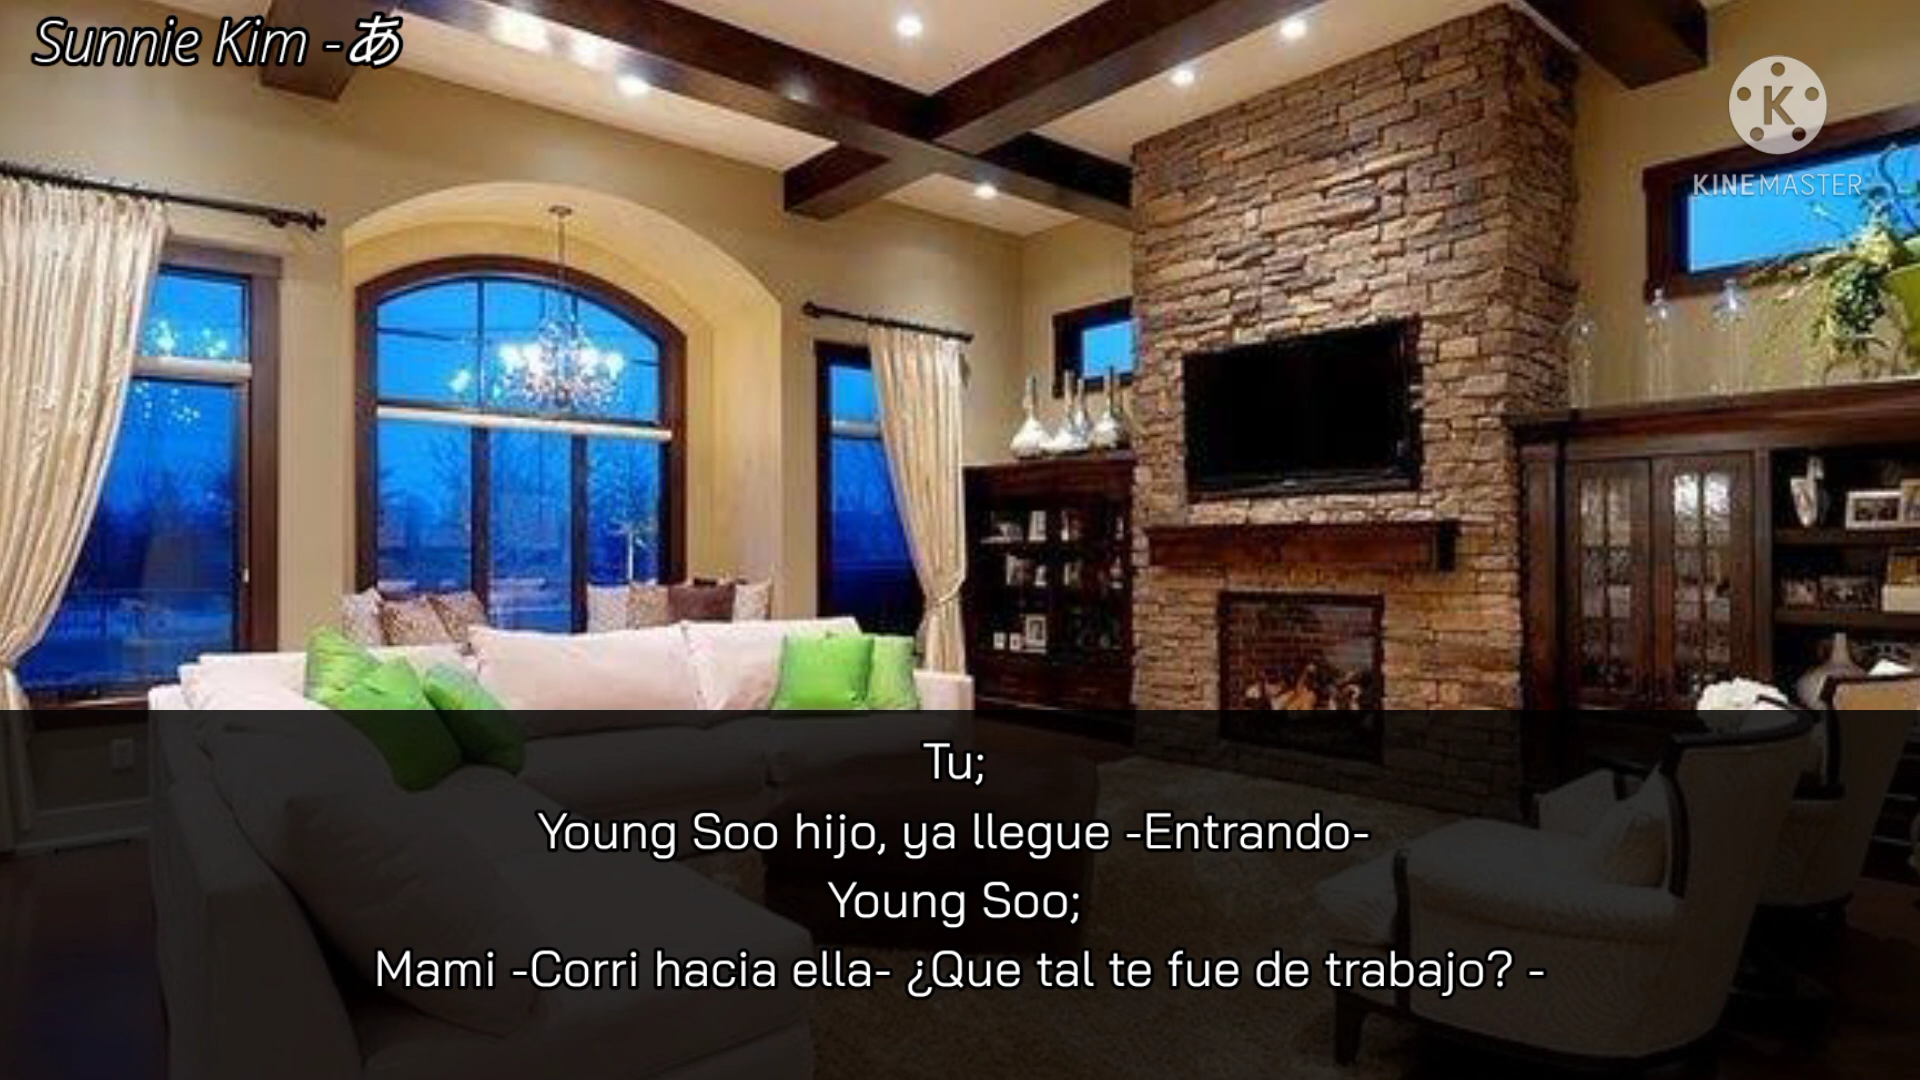 Sunnie Kim -あ
K
KINEMASTER
Tu;
Young Soo hijo, ya llegue -Entrando-
Young Soo;
Mami -Corri hacia ella- ¿Que tal te fue de trabajo? -